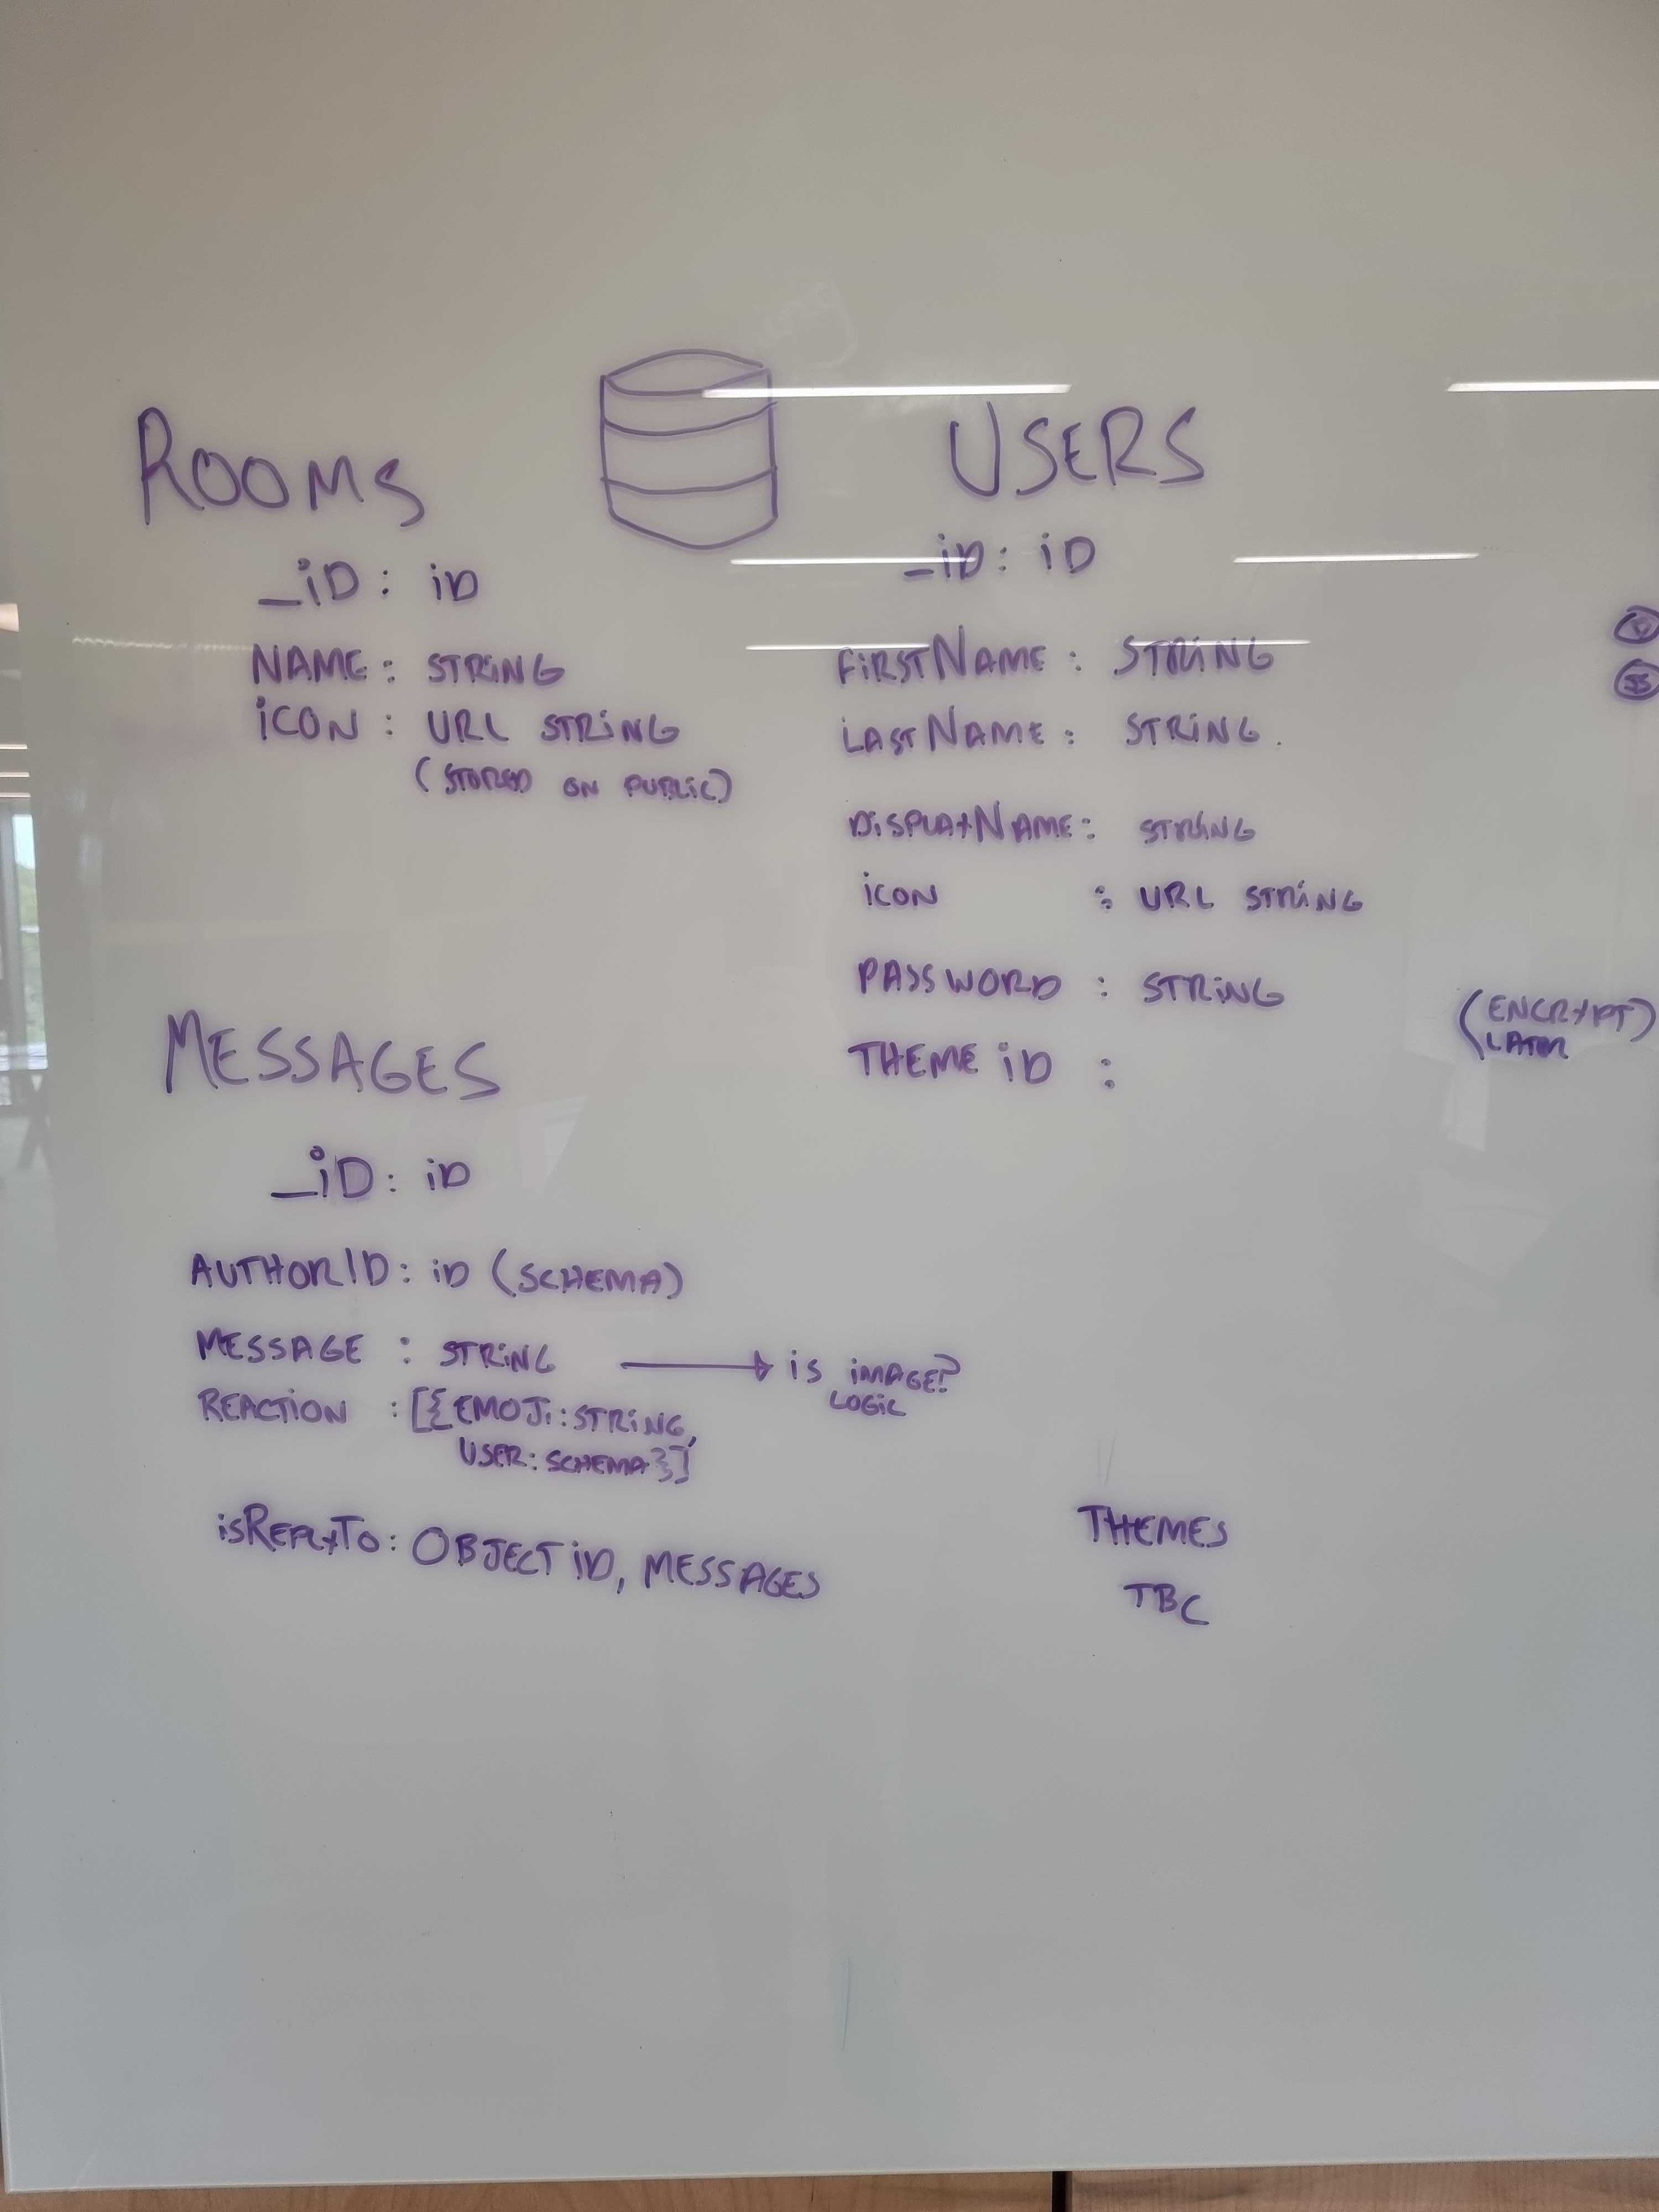 ROOMS
_iD: iD
NAME: STRiNG
iCON: URL STRiNG
(STORED ON PUBLIC)
USERS
_iD: iD
FiRSTNAME: STRiNG
LASTNAME: STRiNG.
DiSPLAYNAME: STRiNG
iCON : URL STRiNG
PASSWORD : STRiNG
(ENCRYPT)
LATER
THEME iD :
MESSAGES
_iD: iD
AUTHORID: iD (SCHEMA)
MESSAGE : STRiNG → iS iMAGE?
LOGiC
REACTiON : [{EMOJi:STRiNG,
USER:SCHEMA}]
isREPLYTO: OBJECT iD, MESSAGES
THEMES
TBC